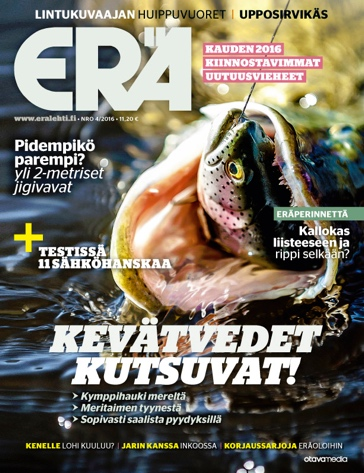 LINTUKUVAAJAN HUIPPUVUORET | UPPOSIRVIKÄS
ERÄ
www.eralehti.fi • NRO 4/2016 • 11,20 €
KAUDEN 2016
KIINNOSTAVIMMAT
UUTUUSVIEHEET
Pidempikö
parempi?
yli 2-metriset
jigivavat
ERÄPERINNETTÄ
Kallokas
liisteeseen ja
rippi selkään?
+ TESTISSÄ
11 SÄHKÖHANSKAA
KEVÄTVEDET
KUTSUVAT!
> Kymppihauki mereltä
> Meritaimen tyynestä
> Sopivasti saalista pyydyksillä
KENELLE LOHI KUULUU? | JARIN KANSSA INKOOSSA | KORJAUSSARJOJA ERÄOLOIHIN
otavamedia